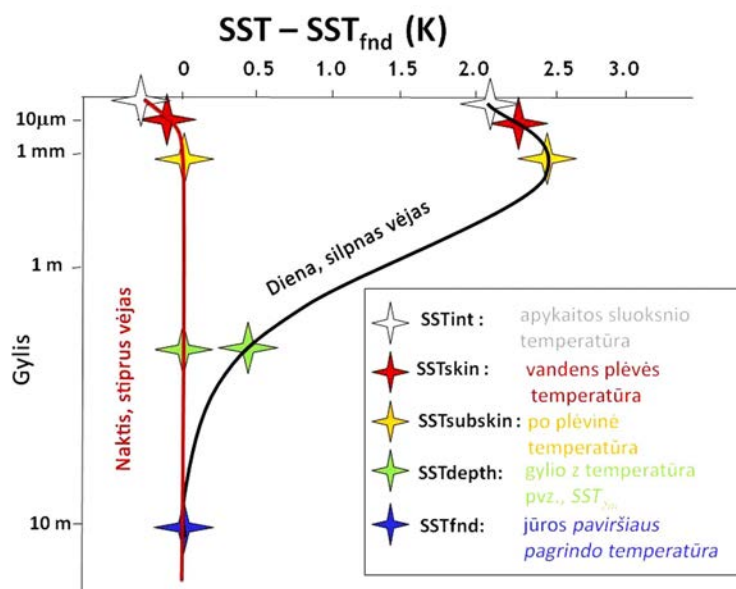 SST – SSTfnd (K)
0 0.5 1.0 2.0 2.5 3.0
10μm
1 mm
1 m
10 m
Gylis
Naktis, stiprus vėjas
Diena, silpnas vėjas
SSTint : apykaitos sluoksnio
temperatūra
SSTskin : vandens plėvės
temperatūra
SSTsubskin : po plėvinė
temperatūra
SSTdepth: gylio z temperatūra
pvz., SST2m
SSTfnd: jūros paviršiaus
pagrindo temperatūra